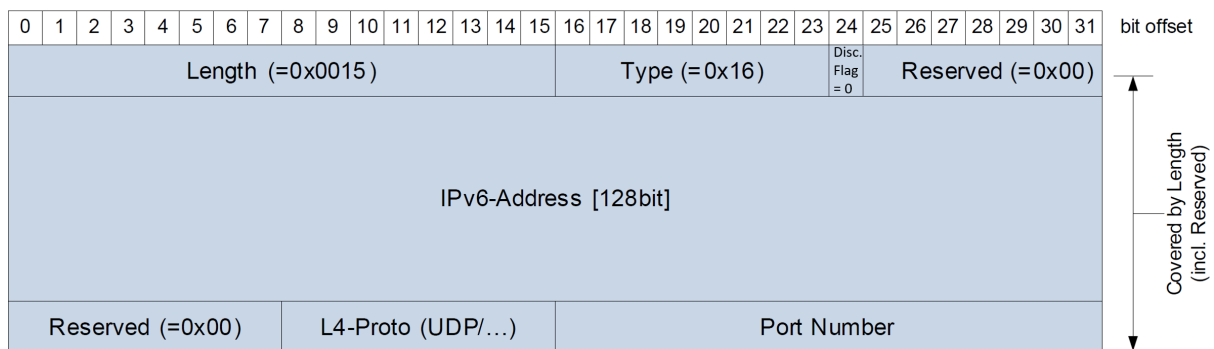 0 1 2 3 4 5 6 7 8 9 10 11 12 13 14 15 16 17 18 19 20 21 22 23 24 25 26 27 28 29 30 31 bit offset
Length (=0x0015) Type (=0x16) Disc. Flag = 0 Reserved (=0x00)
IPv6-Address [128bit]
Reserved (=0x00) L4-Proto (UDP/…) Port Number
Covered by Length
(incl. Reserved)